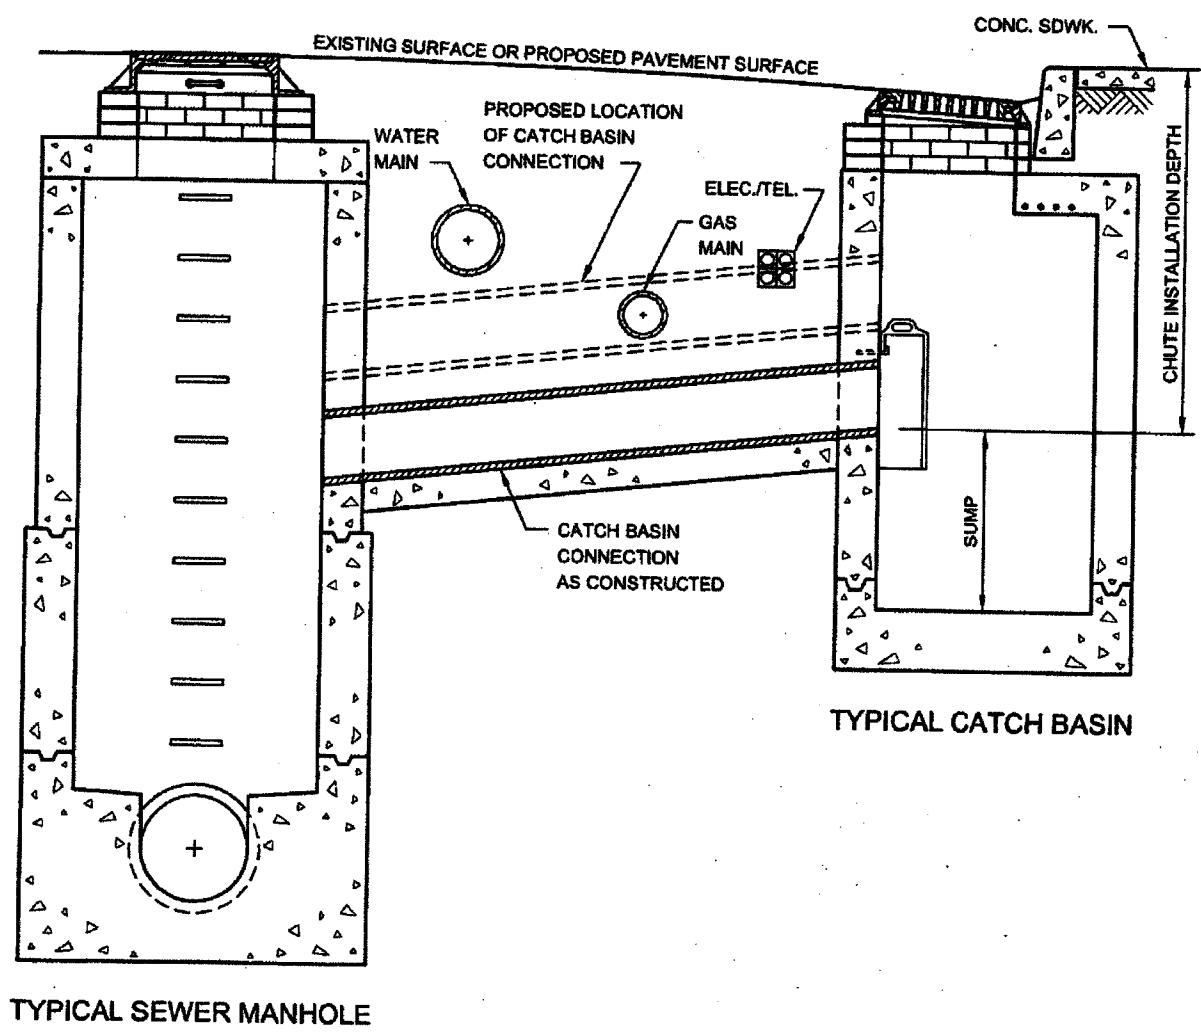 CONC. SDWK.
EXISTING SURFACE OR PROPOSED PAVEMENT SURFACE
PROPOSED LOCATION
OF CATCH BASIN
CONNECTION
WATER
MAIN
ELEC./TEL.
GAS
MAIN
CHUTE INSTALLATION DEPTH
SUMP
CATCH BASIN
CONNECTION
AS CONSTRUCTED
TYPICAL CATCH BASIN
TYPICAL SEWER MANHOLE